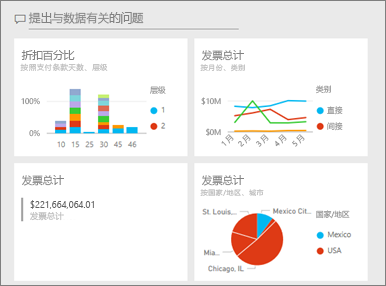 提出与数据有关的问题
折扣百分比
按照支付条款天数、层级
层级
100%
1
0%
2
10 15 25 30 45 46
发票总计
按月份、类别
类别
$10M
直接
$0M
间接
1月 2月 3月 4月 5月
发票总计
$221,664,064.01
发票总计
发票总计
按国家/地区、城市
St. Louis...
Mexico Cit...
国家/地区
Mexico
USA
Mia...
Chicago, IL